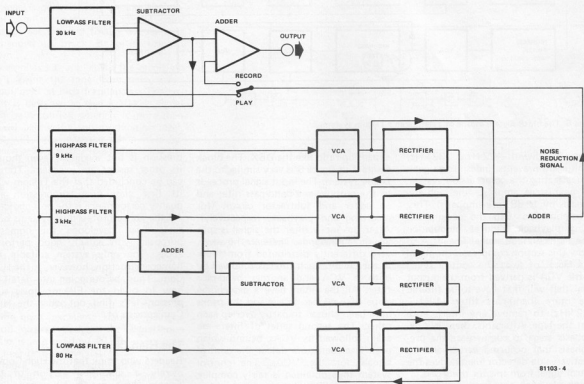 INPUT
LOWPASS FILTER
30 kHz
SUBTRACTOR
ADDER
OUTPUT
RECORD
PLAY
HIGHPASS FILTER
9 kHz
VCA
RECTIFIER
NOISE
REDUCTION
SIGNAL
HIGHPASS FILTER
3 kHz
VCA
RECTIFIER
ADDER
ADDER
SUBTRACTOR
VCA
RECTIFIER
LOWPASS FILTER
80 Hz
VCA
RECTIFIER
81103 - 4